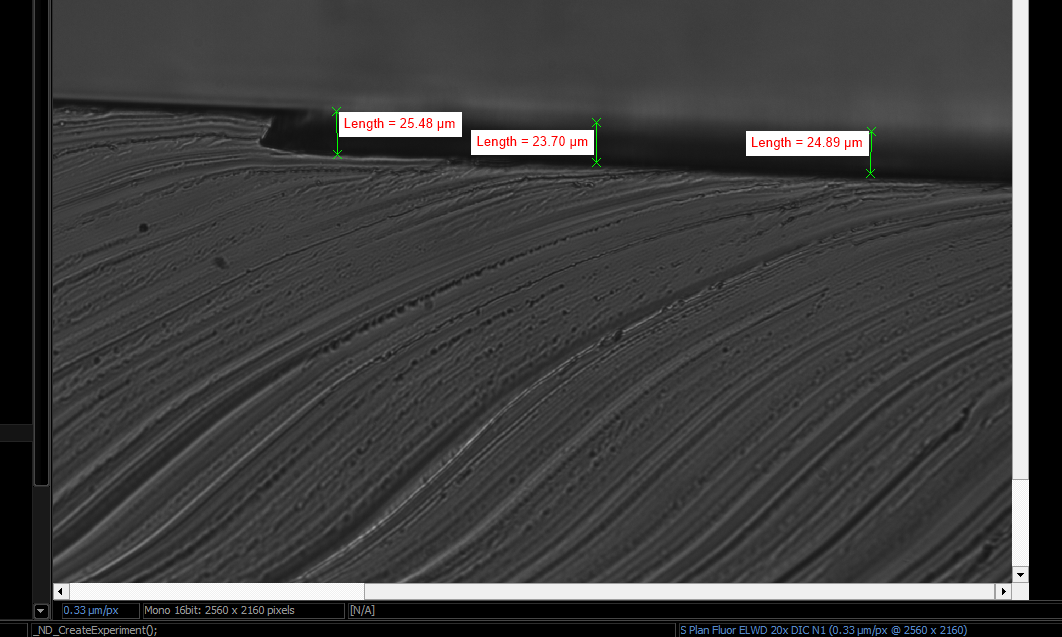 Length = 25.48 µm
Length = 23.70 µm
Length = 24.89 µm
0.33 µm/px
Mono 16bit: 2560 x 2160 pixels
[N/A]
_ND_CreateExperiment();
S Plan Fluor ELWD 20x DIC N1 (0.33 µm/px @ 2560 x 2160)